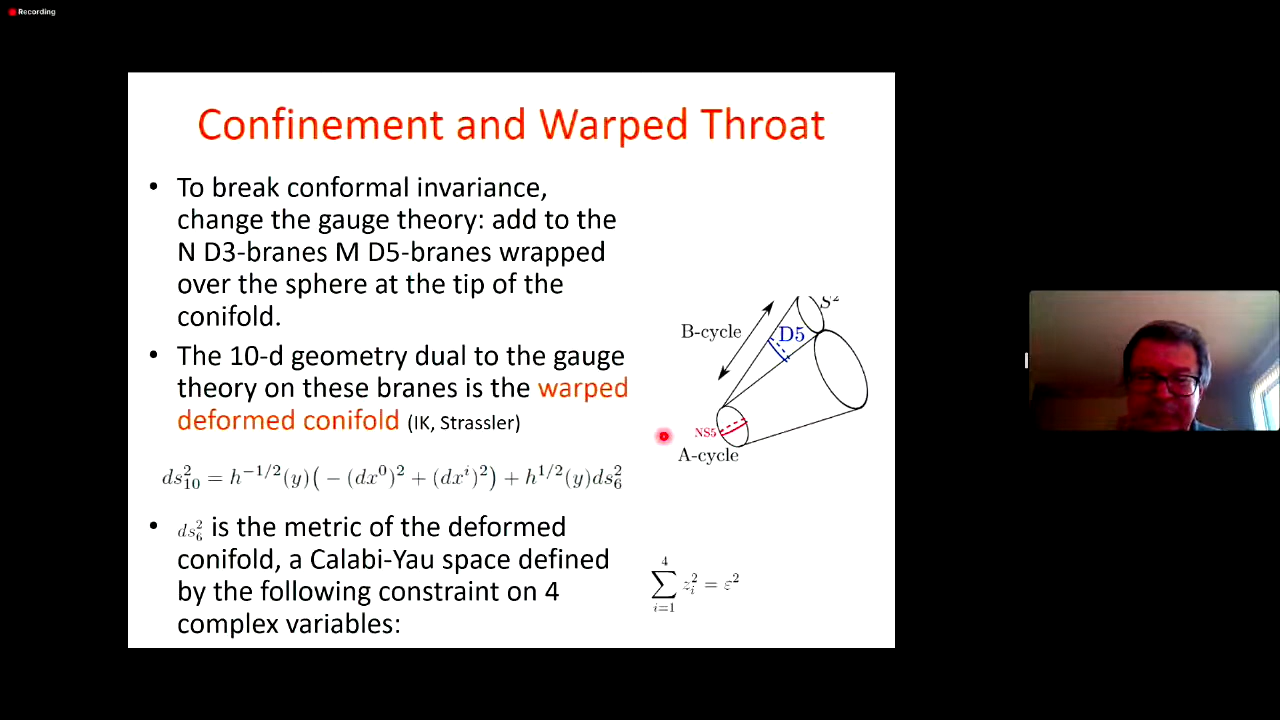 Recording
Confinement and Warped Throat
• To break conformal invariance,
change the gauge theory: add to the
N D3-branes M D5-branes wrapped
over the sphere at the tip of the
conifold.
• The 10-d geometry dual to the gauge
theory on these branes is the warped
deformed conifold (IK, Strassler)
ds²₁₀ = h^{-1/2}(y)( − (dx⁰)² + (dxⁱ)²) + h^{1/2}(y)ds²₆
• ds²₆ is the metric of the deformed
conifold, a Calabi-Yau space defined
by the following constraint on 4
complex variables:
S²
B-cycle
D5
NS5
A-cycle
∑_{i=1}^{4} z_i² = ε²